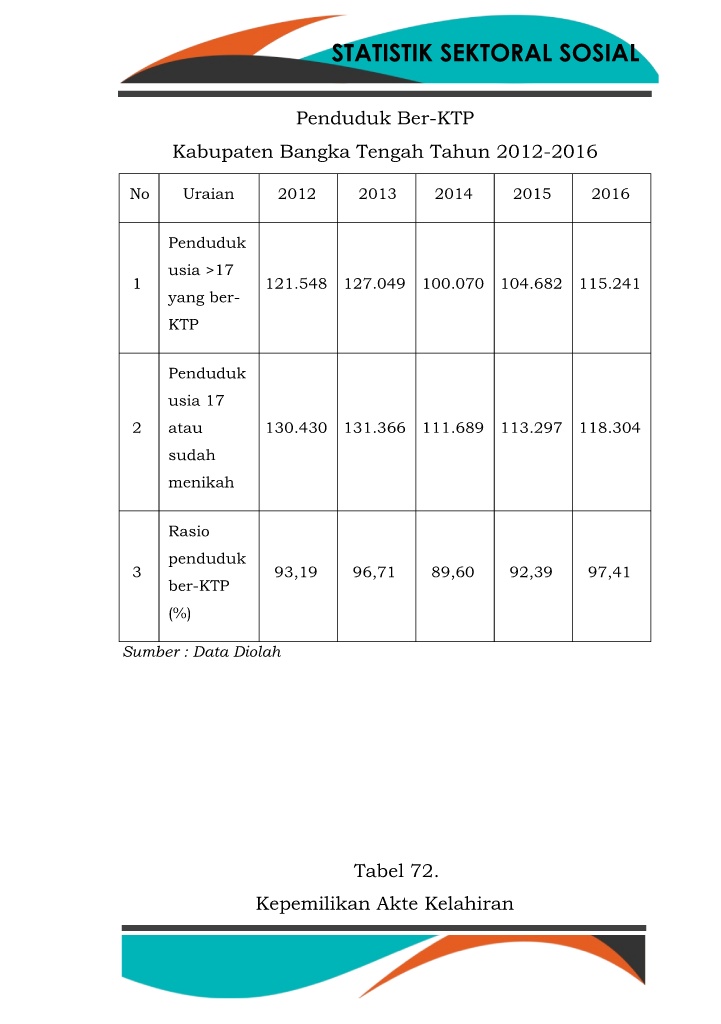 STATISTIK SEKTORAL SOSIAL
Penduduk Ber-KTP
Kabupaten Bangka Tengah Tahun 2012-2016
No Uraian 2012 2013 2014 2015 2016
Penduduk
usia >17
1 121.548 127.049 100.070 104.682 115.241
yang ber-
KTP
Penduduk
usia 17
2 atau 130.430 131.366 111.689 113.297 118.304
sudah
menikah
Rasio
penduduk
3 93,19 96,71 89,60 92,39 97,41
ber-KTP
(%)
Sumber : Data Diolah
Tabel 72.
Kepemilikan Akte Kelahiran